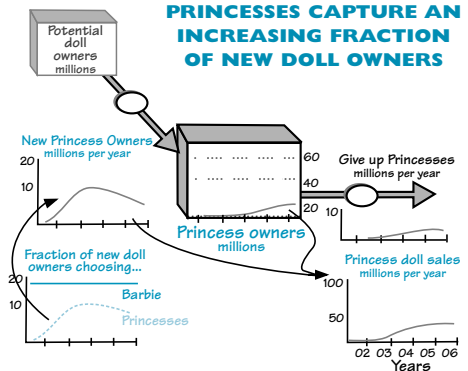 PRINCESSES CAPTURE AN
INCREASING FRACTION
OF NEW DOLL OWNERS
Potential
doll
owners
millions
New Princess Owners
millions per year
20
10
60
40
20
Princess owners
millions
Give up Princesses
millions per year
10
Fraction of new doll
owners choosing...
20
10
Barbie
Princesses
Princess doll sales
millions per year
100
50
02 03 04 05 06
Years